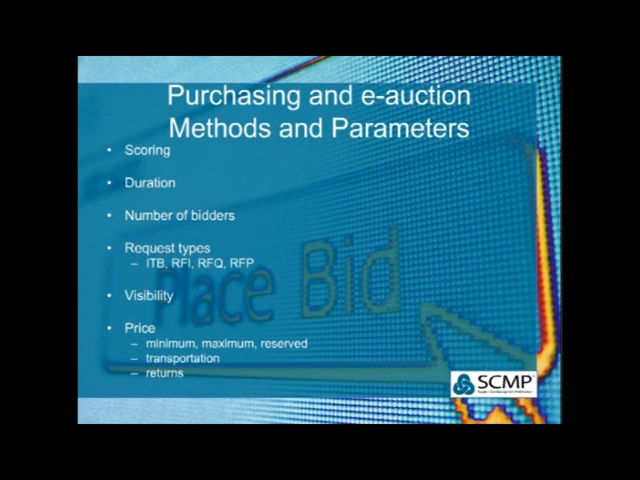 Purchasing and e-auction
Methods and Parameters
• Scoring
• Duration
• Number of bidders
• Request types
– ITB, RFI, RFQ, RFP
• Visibility
• Price
– minimum, maximum, reserved
– transportation
– returns
Place Bid
SCMP